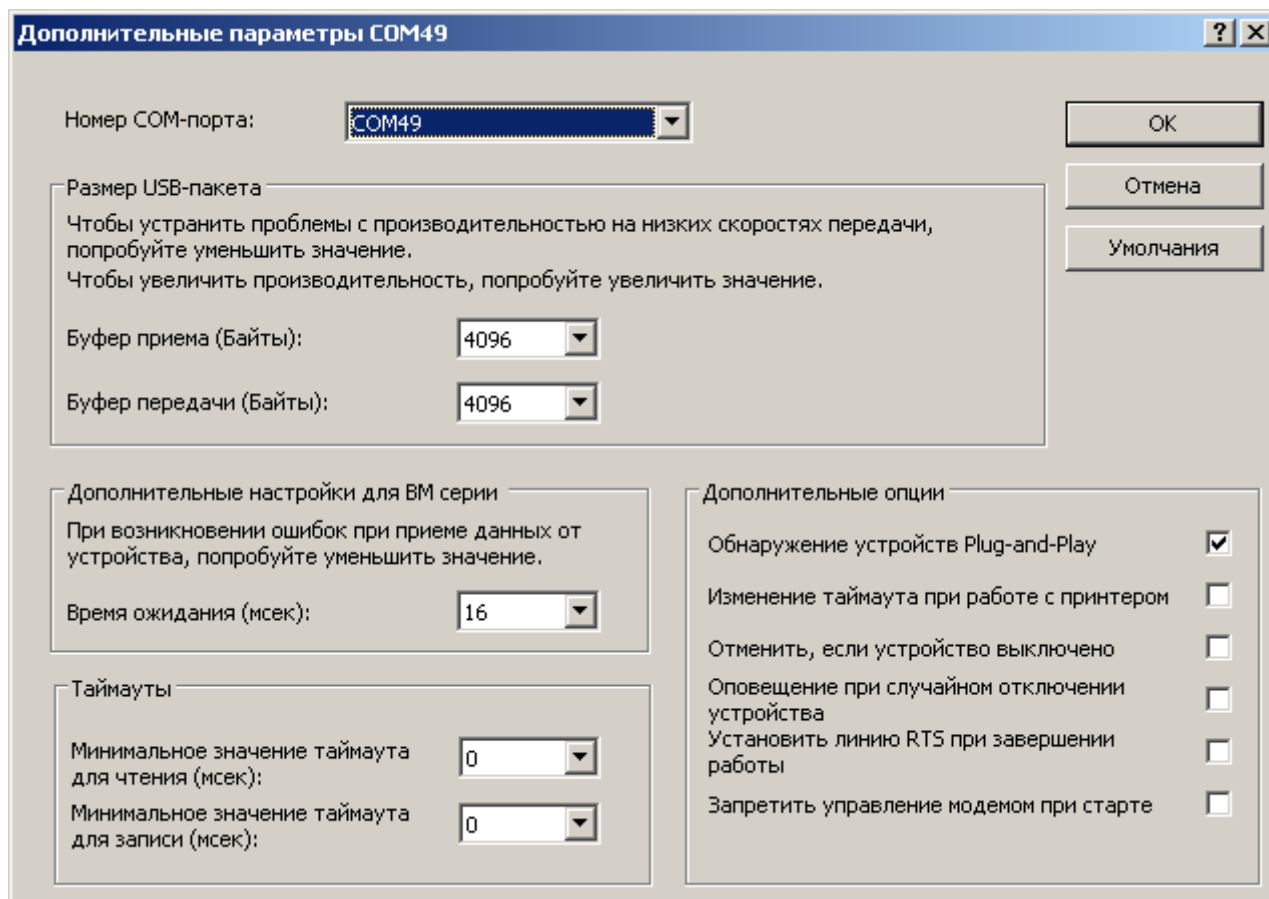 Дополнительные параметры COM49
Номер COM-порта:
COM49
OK
Отмена
Умолчания
Размер USB-пакета
Чтобы устранить проблемы с производительностью на низких скоростях передачи,
попробуйте уменьшить значение.
Чтобы увеличить производительность, попробуйте увеличить значение.
Буфер приема (Байты):
4096
Буфер передачи (Байты):
4096
Дополнительные настройки для BM серии
При возникновении ошибок при приеме данных от
устройства, попробуйте уменьшить значение.
Время ожидания (мсек):
16
Таймауты
Минимальное значение таймаута
для чтения (мсек):
0
Минимальное значение таймаута
для записи (мсек):
0
Дополнительные опции
Обнаружение устройств Plug-and-Play
Изменение таймаута при работе с принтером
Отменить, если устройство выключено
Оповещение при случайном отключении
устройства
Установить линию RTS при завершении
работы
Запретить управление модемом при старте